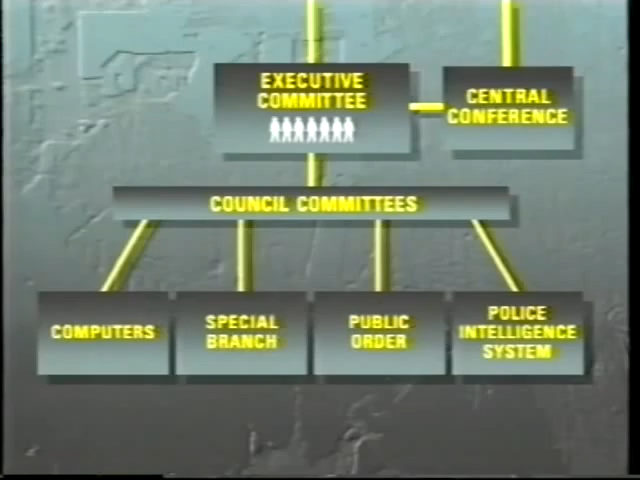 EXECUTIVE
COMMITTEE
CENTRAL
CONFERENCE
COUNCIL COMMITTEES
COMPUTERS
SPECIAL
BRANCH
PUBLIC
ORDER
POLICE
INTELLIGENCE
SYSTEM